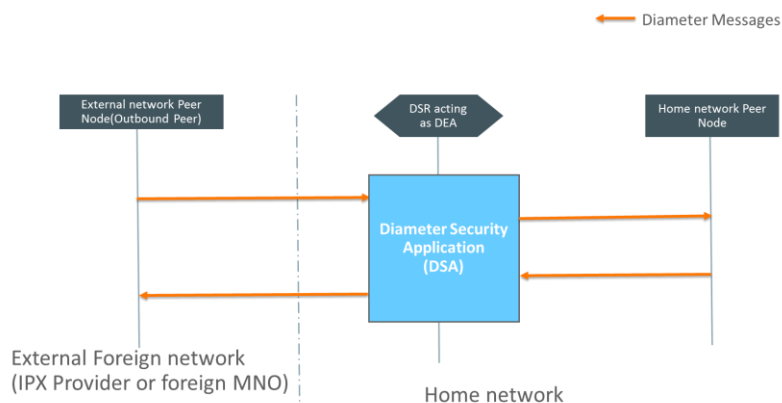 Diameter Messages
External network Peer
Node(Outbound Peer)
DSR acting
as DEA
Home network Peer
Node
Diameter Security
Application
(DSA)
External Foreign network
(IPX Provider or foreign MNO)
Home network